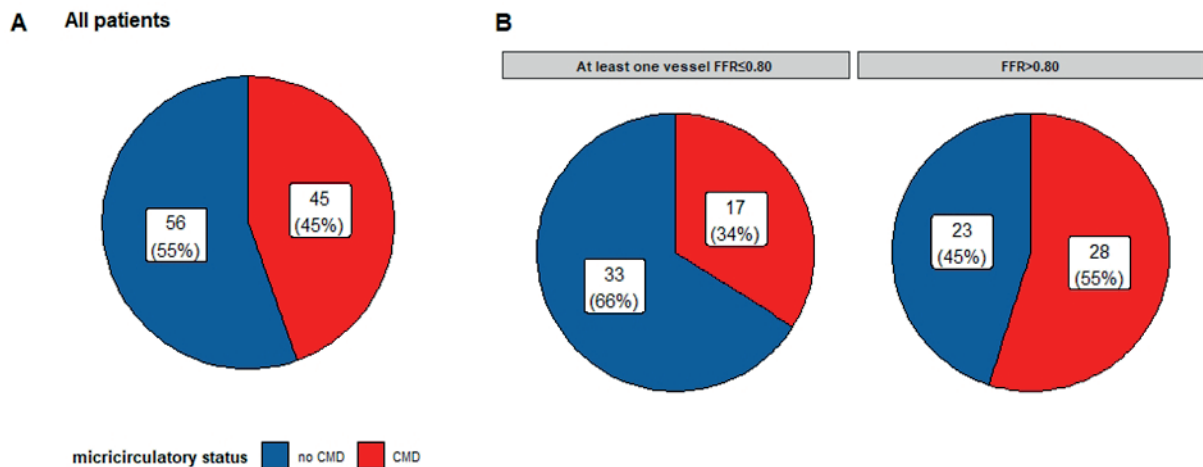 A All patients
B
At least one vessel FFR≤0.80
FFR>0.80
56
(55%)
45
(45%)
33
(66%)
17
(34%)
23
(45%)
28
(55%)
micricirculatory status no CMD CMD